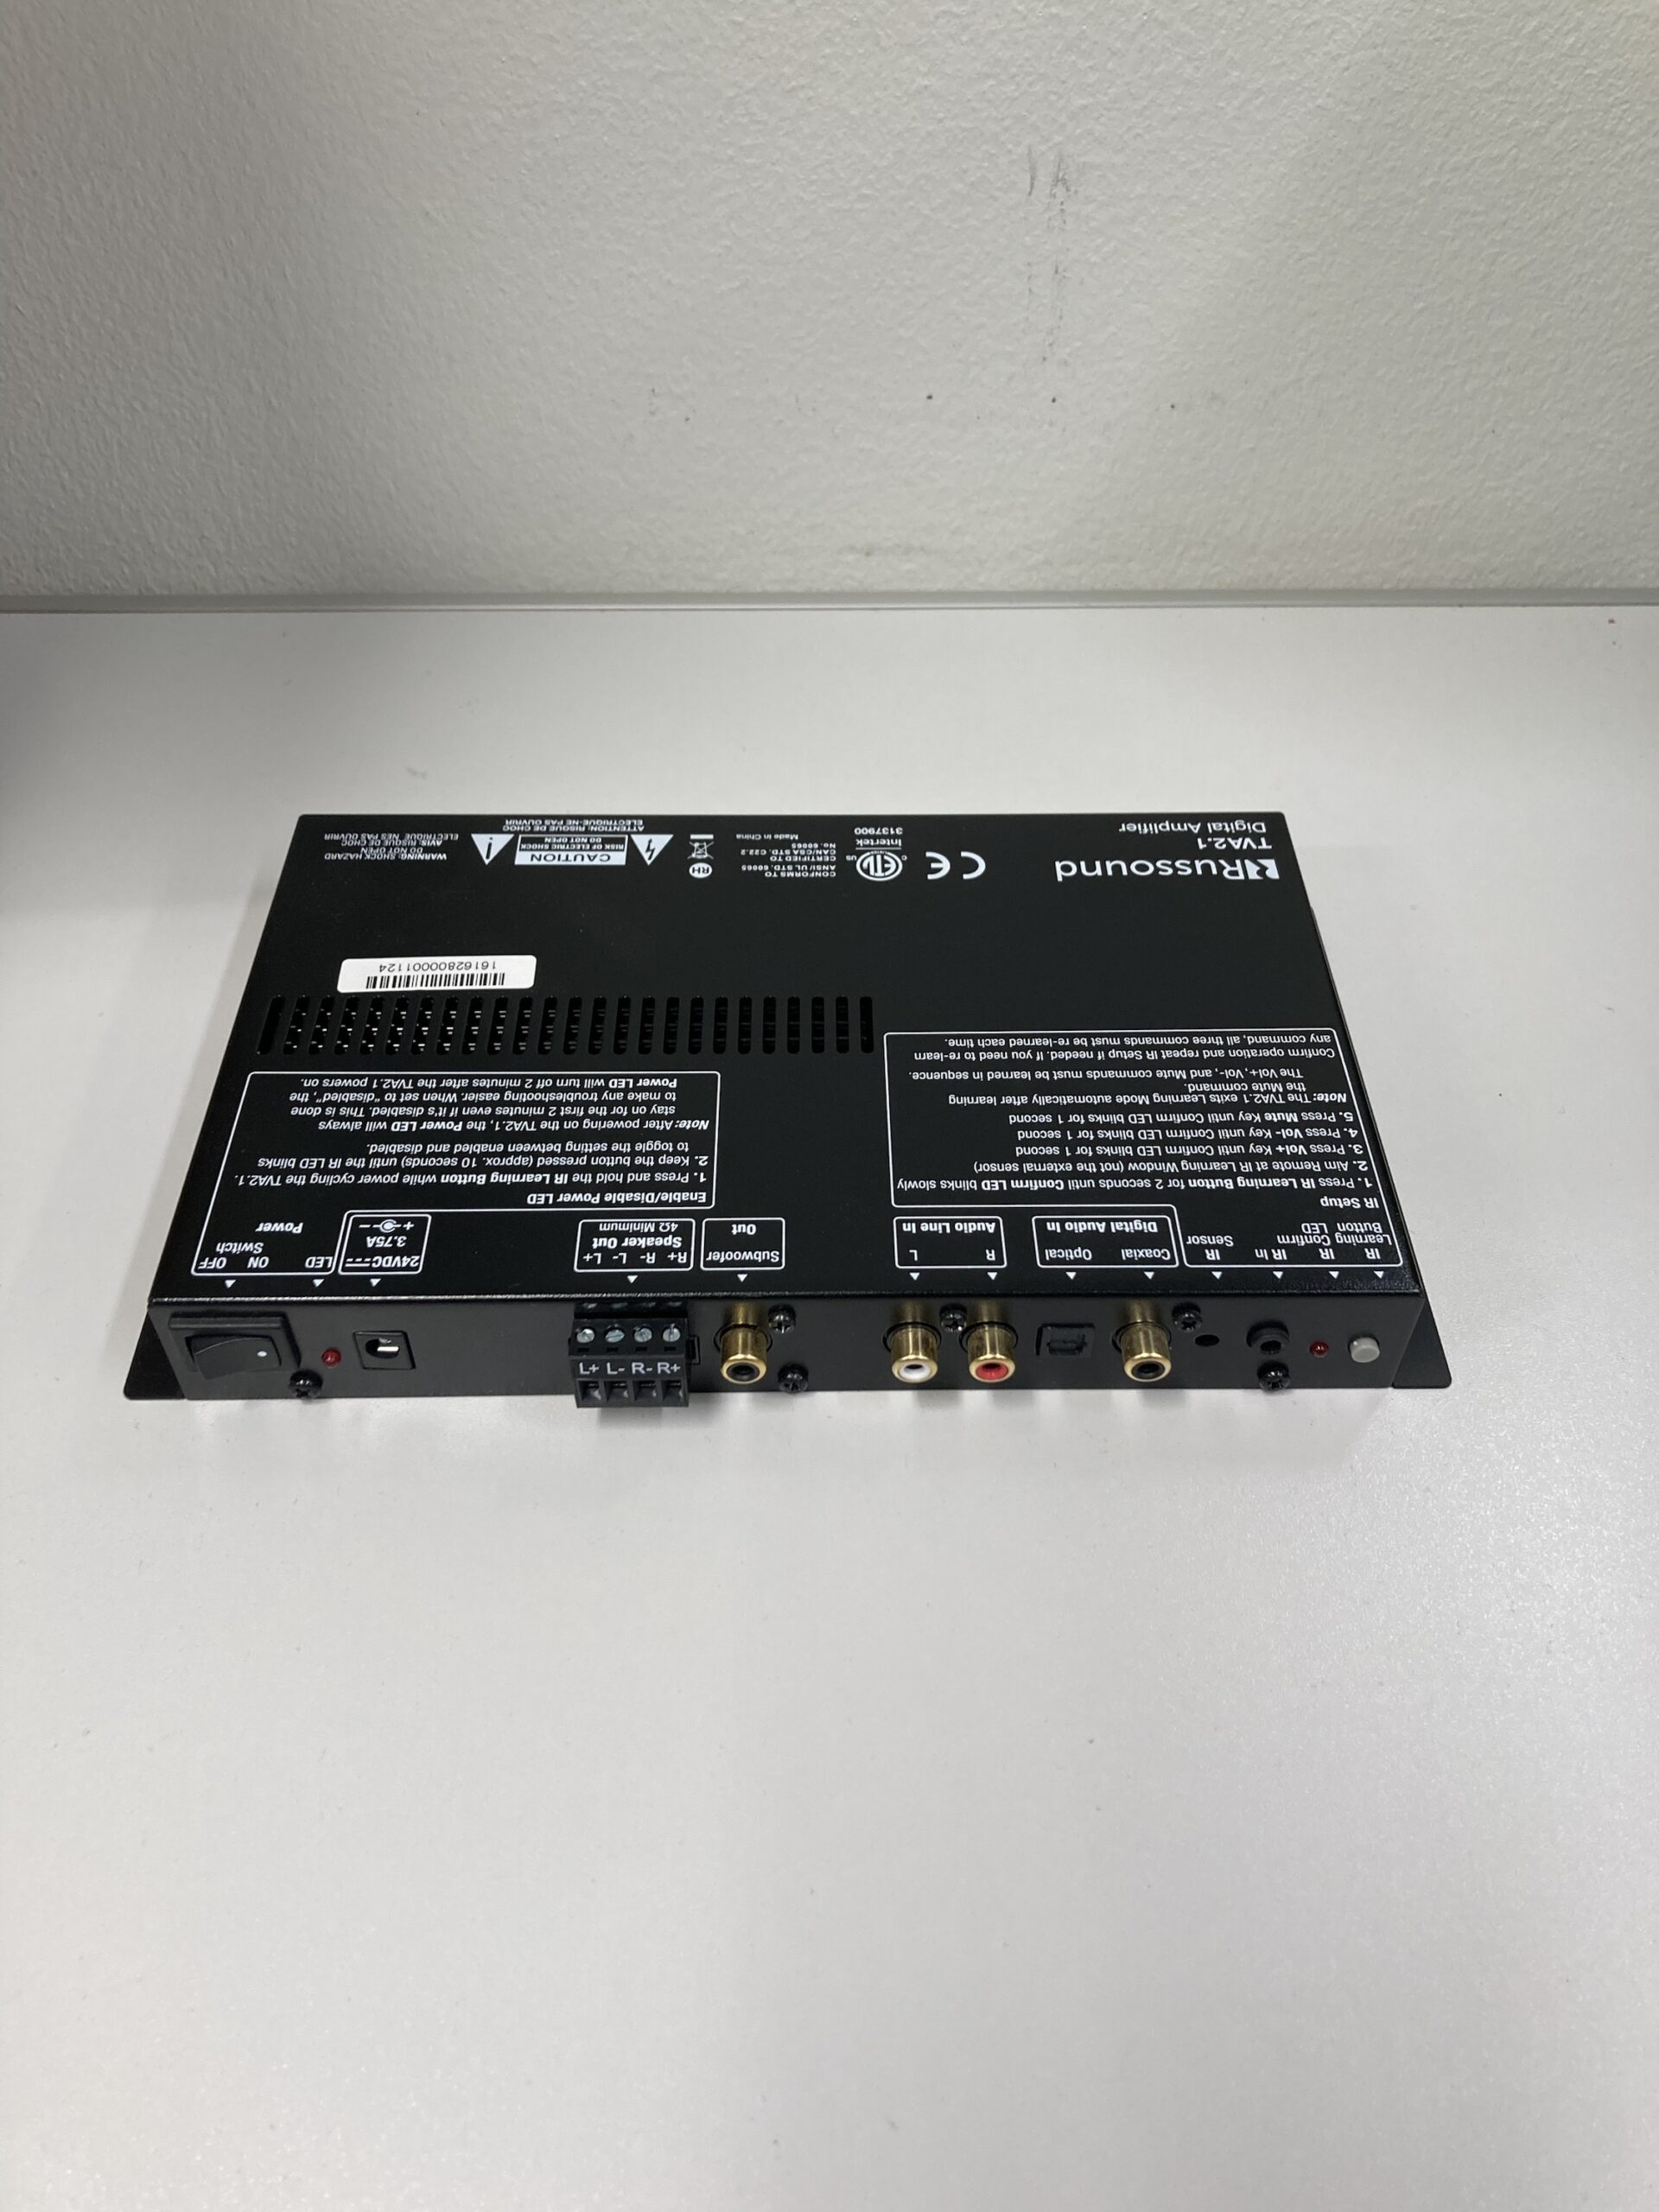 Russound
TVA2.1
Digital Amplifier
CE
ETL
C
US
Intertek
3137900
CONFORMS TO
ANSI/UL STD. 60065
CERTIFIED TO
CAN/CSA STD. C22.2
No. 60065
Made in China
RH
CAUTION
RISK OF ELECTRIC SHOCK
DO NOT OPEN
ATTENTION: RISQUE DE CHOC
ELECTRIQUE-NE PAS OUVRIR
WARNING: SHOCK HAZARD
DO NOT OPEN
AVIS: RISQUE DE CHOC
ELECTRIQUE NES PAS OUVRIR
161628000001124
IR Setup
1. Press IR Learning Button for 2 seconds until Confirm LED blinks slowly
2. Aim Remote at IR Learning Window (not the external sensor)
3. Press Vol+ Key until Confirm LED blinks for 1 second
4. Press Vol- Key until Confirm LED blinks for 1 second
5. Press Mute Key until Confirm LED blinks for 1 second
Note: The TVA2.1 exits Learning Mode automatically after learning
the Mute command.
The Vol+, Vol-, and Mute commands must be learned in sequence.
Confirm operation and repeat IR Setup if needed. If you need to re-learn
any command, all three commands must be re-learned each time.
Enable/Disable Power LED
1. Press and hold the IR Learning Button while power cycling the TVA2.1.
2. Keep the button pressed (approx. 10 seconds) until the IR LED blinks
to toggle the setting between enabled and disabled.
Note: After powering on the TVA2.1, the Power LED will always
stay on for the first 2 minutes even if it's disabled. This is done
to make any troubleshooting easier. When set to "disabled", the
Power LED will turn off 2 minutes after the TVA2.1 powers on.
IR
Learning
Button
IR
Confirm
LED
IR In
IR
Sensor
Coaxial
Optical
Digital Audio In
R
L
Audio Line In
Subwoofer
Out
R+ R- L- L+
Speaker Out
4Ω Minimum
24VDC
3.75A
LED
ON OFF
Switch
Power
L+ L- R- R+